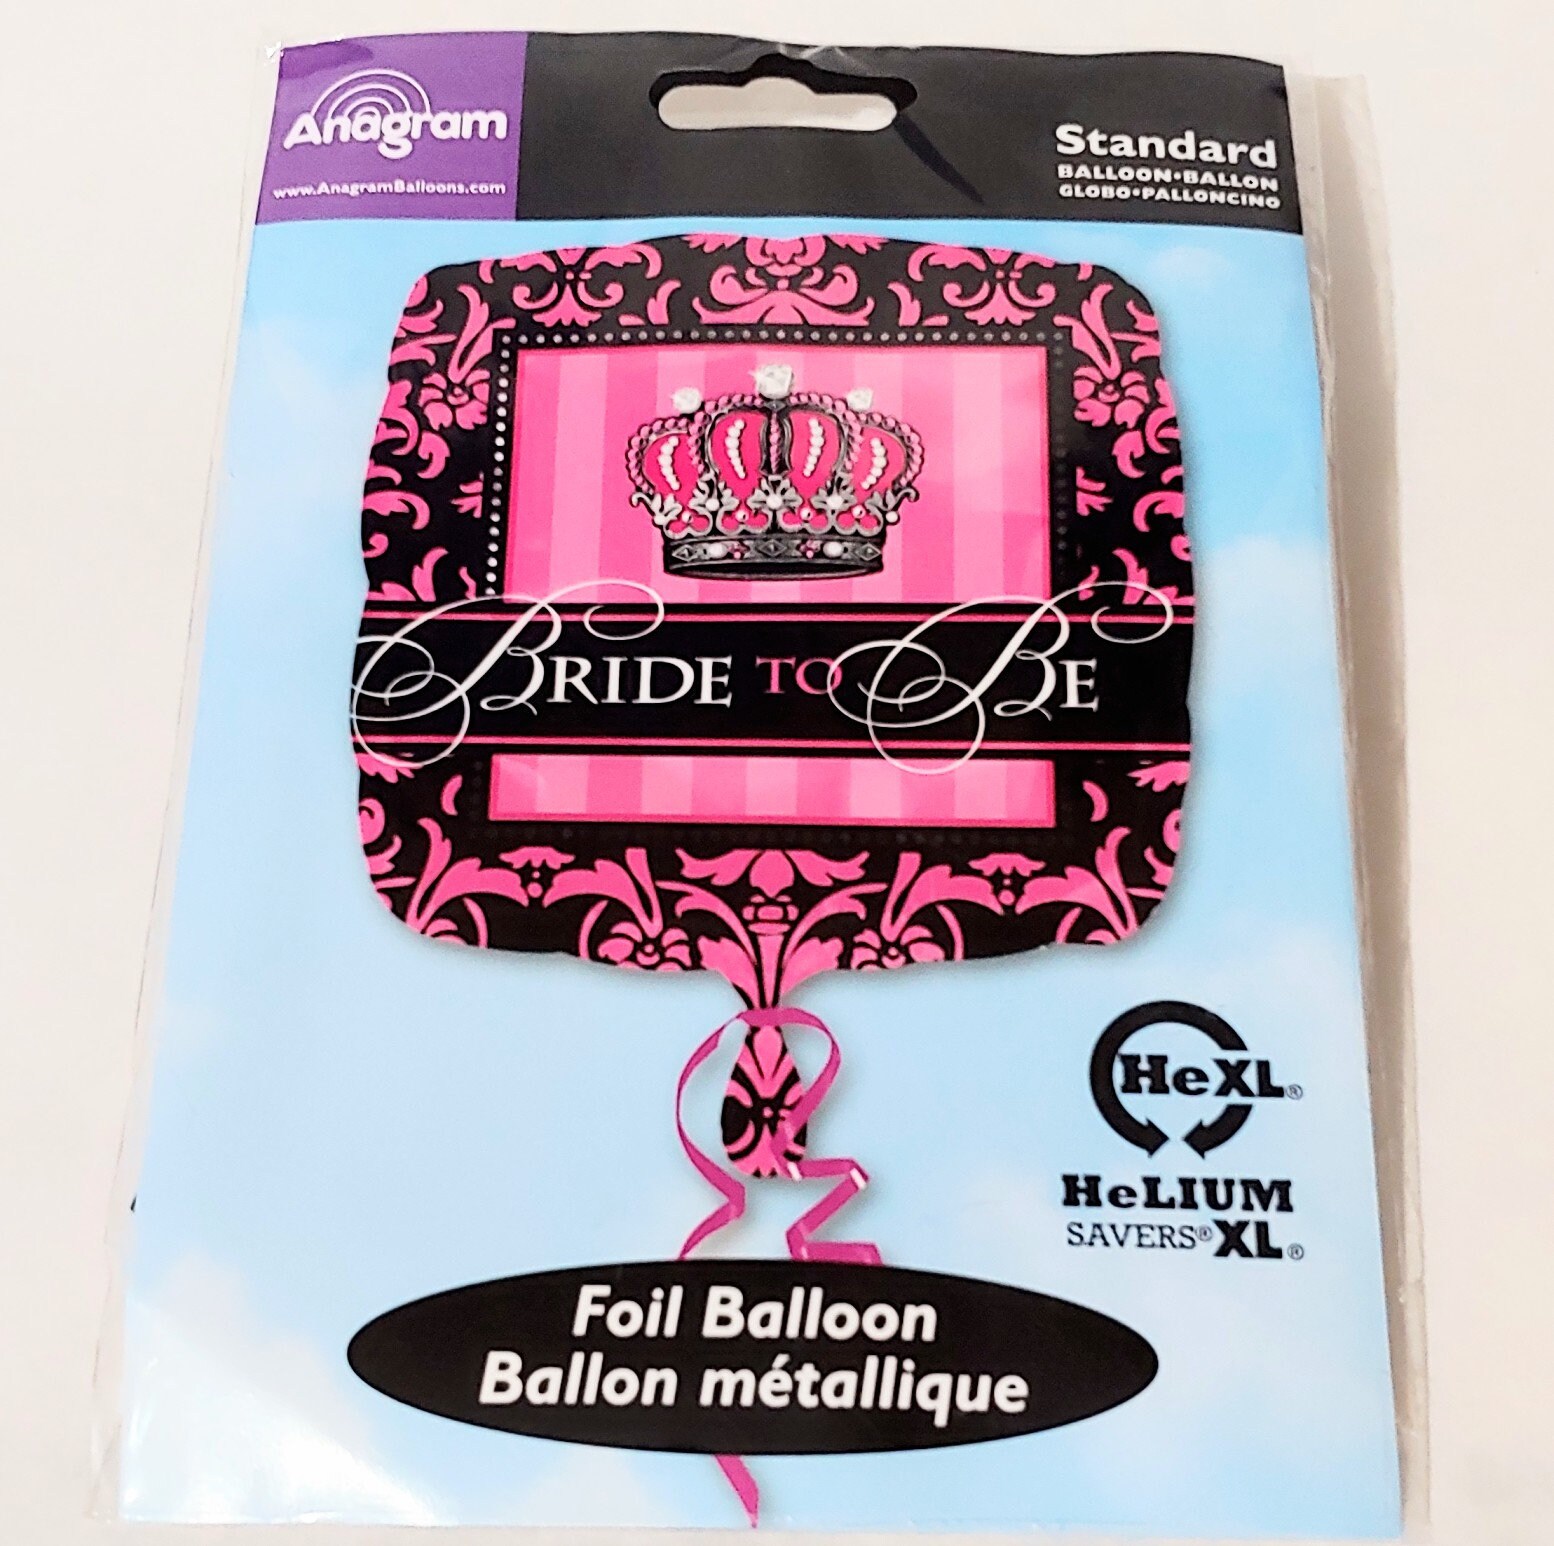 Anagram
www.AnagramBalloons.com
Standard
BALLOON•BALLON
GLOBO•PALLONCINO
BRIDE TO BE
HeXL®
HeLIUM
SAVERS® XL®
Foil Balloon
Ballon métallique